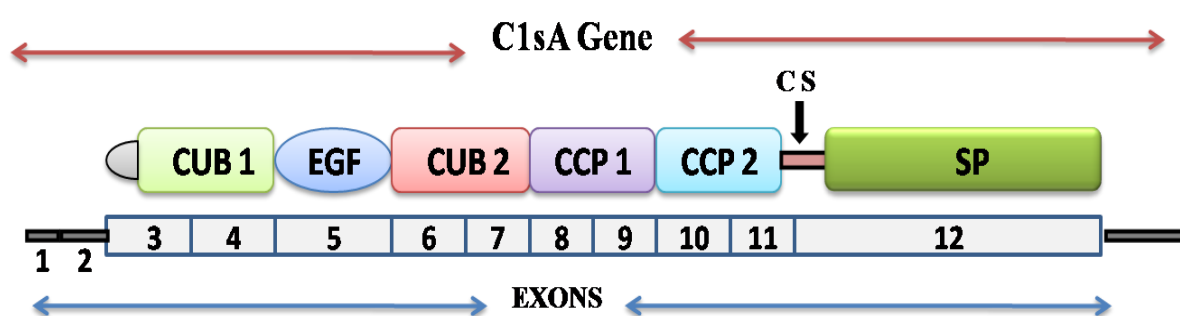 C1sA Gene
C S
CUB 1 EGF CUB 2 CCP 1 CCP 2 SP
3 4 5 6 7 8 9 10 11 12
1 2
EXONS